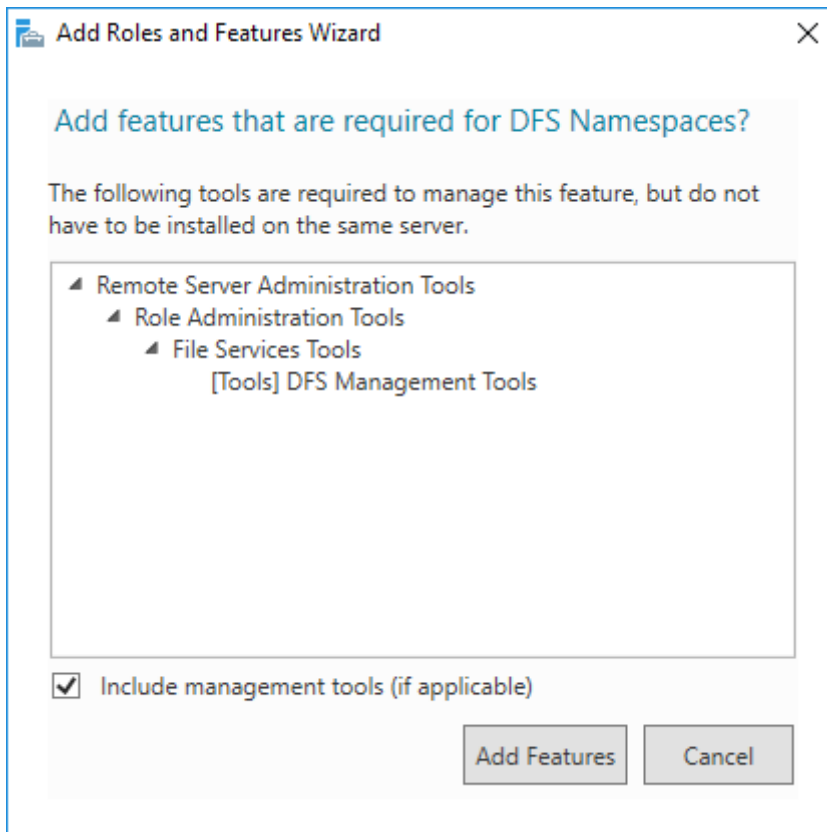 Add Roles and Features Wizard
Add features that are required for DFS Namespaces?
The following tools are required to manage this feature, but do not
have to be installed on the same server.
Remote Server Administration Tools
Role Administration Tools
File Services Tools
[Tools] DFS Management Tools
Include management tools (if applicable)
Add Features
Cancel